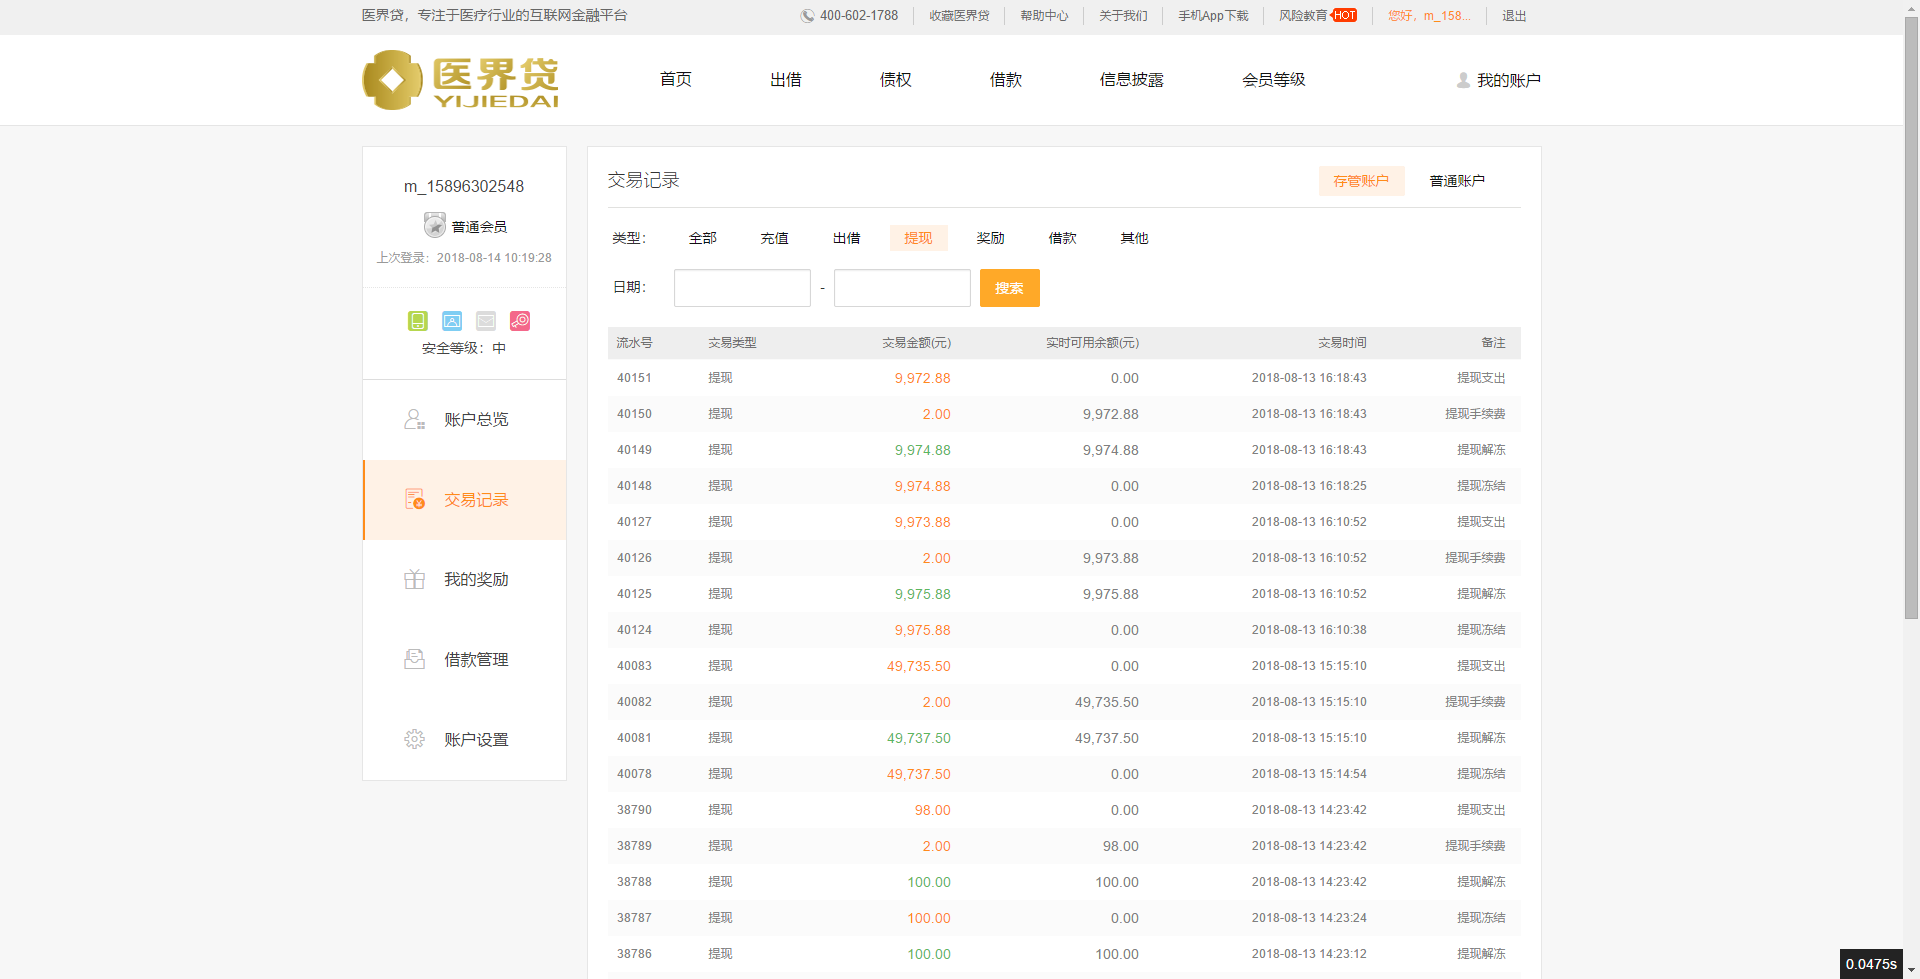 医界贷，专注于医疗行业的互联网金融平台 400-602-1788 收藏医界贷 帮助中心 关于我们 手机App下载 风险教育 HOT 您好，m_158... 退出
医界贷 首页 出借 债权 借款 信息披露 会员等级 我的账户
YIJIEDAI
m_15896302548
普通会员
上次登录：2018-08-14 10:19:28
安全等级：中
账户总览
交易记录
我的奖励
借款管理
账户设置
交易记录 存管账户 普通账户
类型： 全部 充值 出借 提现 奖励 借款 其他
日期： - 搜索
流水号 交易类型 交易金额(元) 实时可用余额(元) 交易时间 备注
40151 提现 9,972.88 0.00 2018-08-13 16:18:43 提现支出
40150 提现 2.00 9,972.88 2018-08-13 16:18:43 提现手续费
40149 提现 9,974.88 9,974.88 2018-08-13 16:18:43 提现解冻
40148 提现 9,974.88 0.00 2018-08-13 16:18:25 提现冻结
40127 提现 9,973.88 0.00 2018-08-13 16:10:52 提现支出
40126 提现 2.00 9,973.88 2018-08-13 16:10:52 提现手续费
40125 提现 9,975.88 9,975.88 2018-08-13 16:10:52 提现解冻
40124 提现 9,975.88 0.00 2018-08-13 16:10:38 提现冻结
40083 提现 49,735.50 0.00 2018-08-13 15:15:10 提现支出
40082 提现 2.00 49,735.50 2018-08-13 15:15:10 提现手续费
40081 提现 49,737.50 49,737.50 2018-08-13 15:15:10 提现解冻
40078 提现 49,737.50 0.00 2018-08-13 15:14:54 提现冻结
38790 提现 98.00 0.00 2018-08-13 14:23:42 提现支出
38789 提现 2.00 98.00 2018-08-13 14:23:42 提现手续费
38788 提现 100.00 100.00 2018-08-13 14:23:42 提现解冻
38787 提现 100.00 0.00 2018-08-13 14:23:24 提现冻结
38786 提现 100.00 100.00 2018-08-13 14:23:12 提现解冻
0.0475s